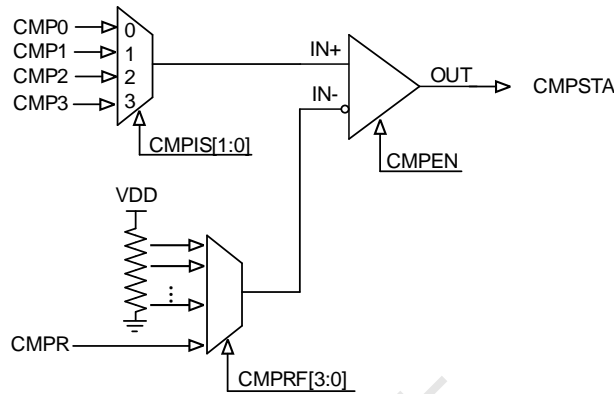 CMP0
CMP1
CMP2
CMP3
0
1
2
3
CMPIS[1:0]
IN+
IN-
OUT
CMPSTA
CMPEN
VDD
...
CMPR
CMPRF[3:0]